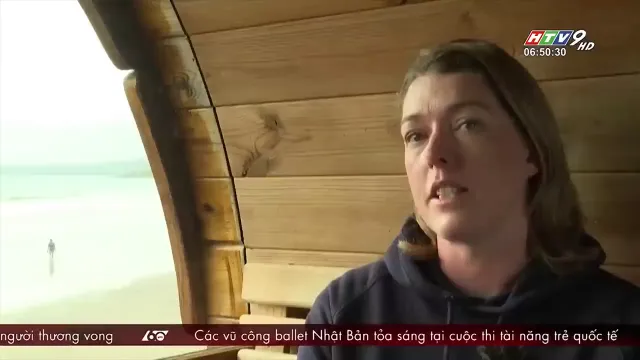 HTV9 HD
06:50:30
người thương vong 60 Các vũ công ballet Nhật Bản tỏa sáng tại cuộc thi tài năng trẻ quốc tế